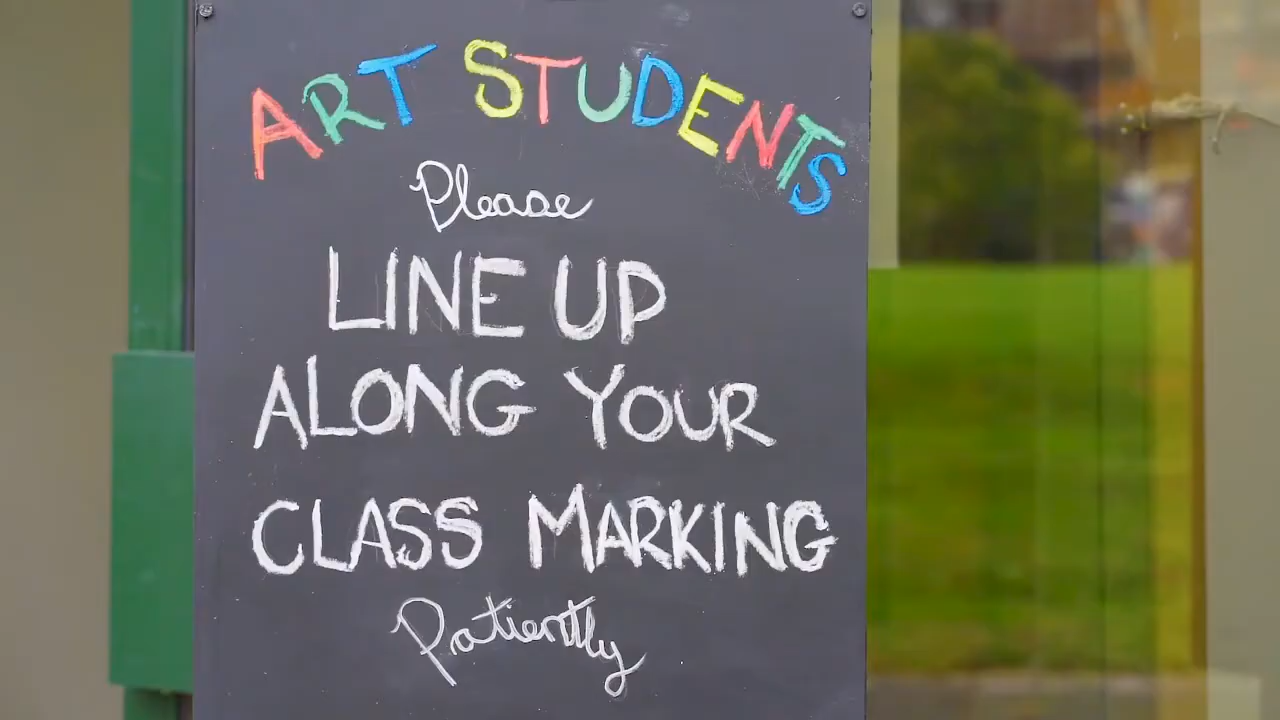 ART STUDENTS
Please
LINE UP
ALONG YOUR
CLASS MARKING
Patiently